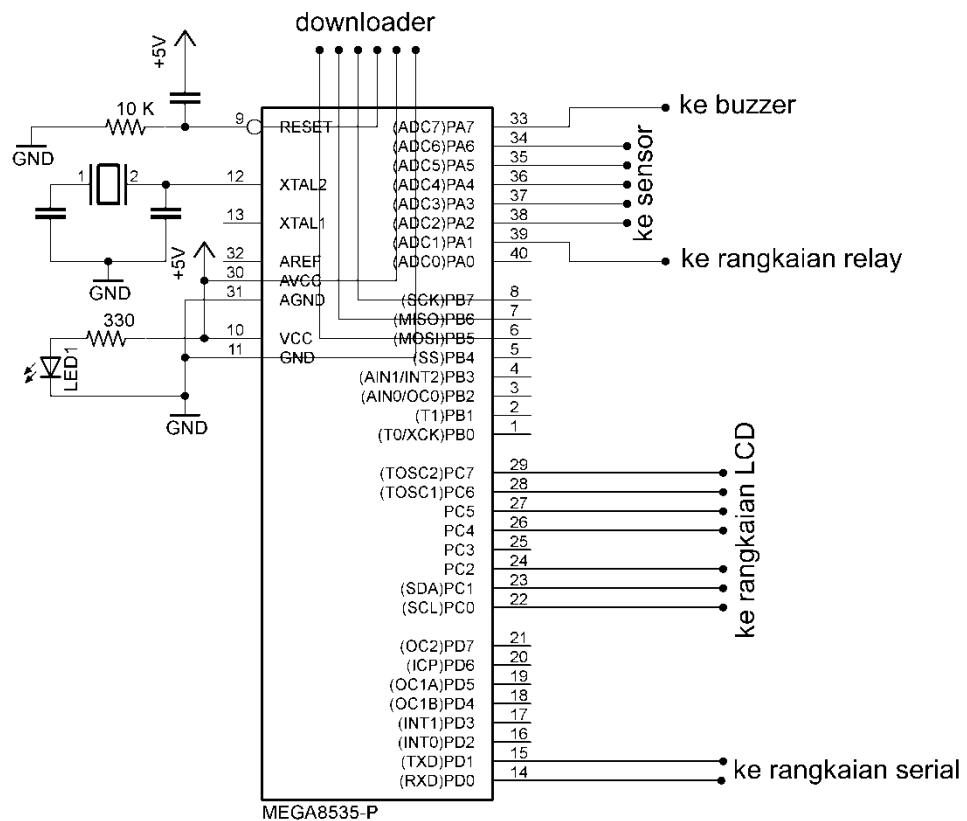 downloader
+5V
10 K
GND
9
RESET
1
2
12
XTAL2
13
XTAL1
+5V
32
AREF
30
AVCC
31
AGND
GND
330
10
VCC
11
GND
LED1
GND
(ADC7)PA7
33
(ADC6)PA6
34
(ADC5)PA5
35
(ADC4)PA4
36
(ADC3)PA3
37
(ADC2)PA2
38
(ADC1)PA1
39
(ADC0)PA0
40
(SCK)PB7
8
(MISO)PB6
7
(MOSI)PB5
6
(SS)PB4
5
(AIN1/INT2)PB3
4
(AIN0/OC0)PB2
3
(T1)PB1
2
(T0/XCK)PB0
1
(TOSC2)PC7
29
(TOSC1)PC6
28
PC5
27
PC4
26
PC3
25
PC2
24
(SDA)PC1
23
(SCL)PC0
22
(OC2)PD7
21
(ICP)PD6
20
(OC1A)PD5
19
(OC1B)PD4
18
(INT1)PD3
17
(INT0)PD2
16
(TXD)PD1
15
(RXD)PD0
14
ke buzzer
ke sensor
ke rangkaian relay
ke rangkaian LCD
ke rangkaian serial
MEGA8535-P